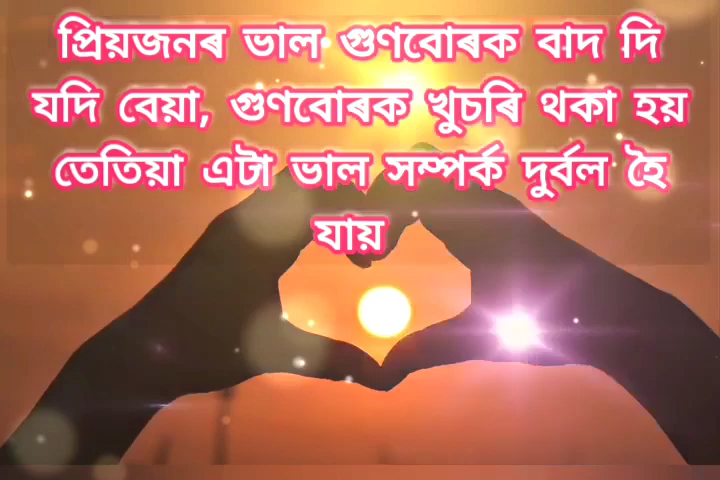 প্ৰিয়জনৰ ভাল গুণবোৰক বাদ দি
যদি বেয়া, গুণবোৰক খুচৰি থকা হয়
তেতিয়া এটা ভাল সম্পৰ্ক দুৰ্বল হৈ
যায়